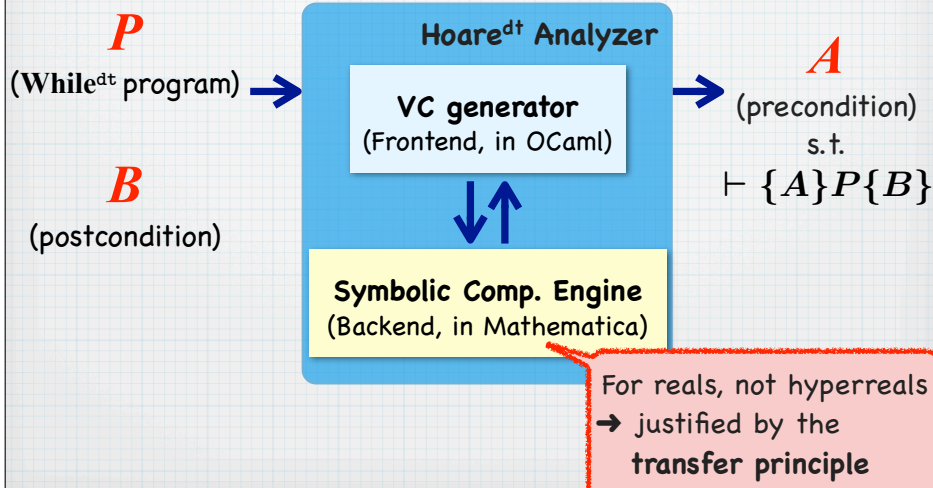 P
(While^dt program)
B
(postcondition)
Hoare^dt Analyzer
VC generator
(Frontend, in OCaml)
Symbolic Comp. Engine
(Backend, in Mathematica)
A
(precondition)
s.t.
⊢ {A}P{B}
For reals, not hyperreals
➜ justified by the
transfer principle